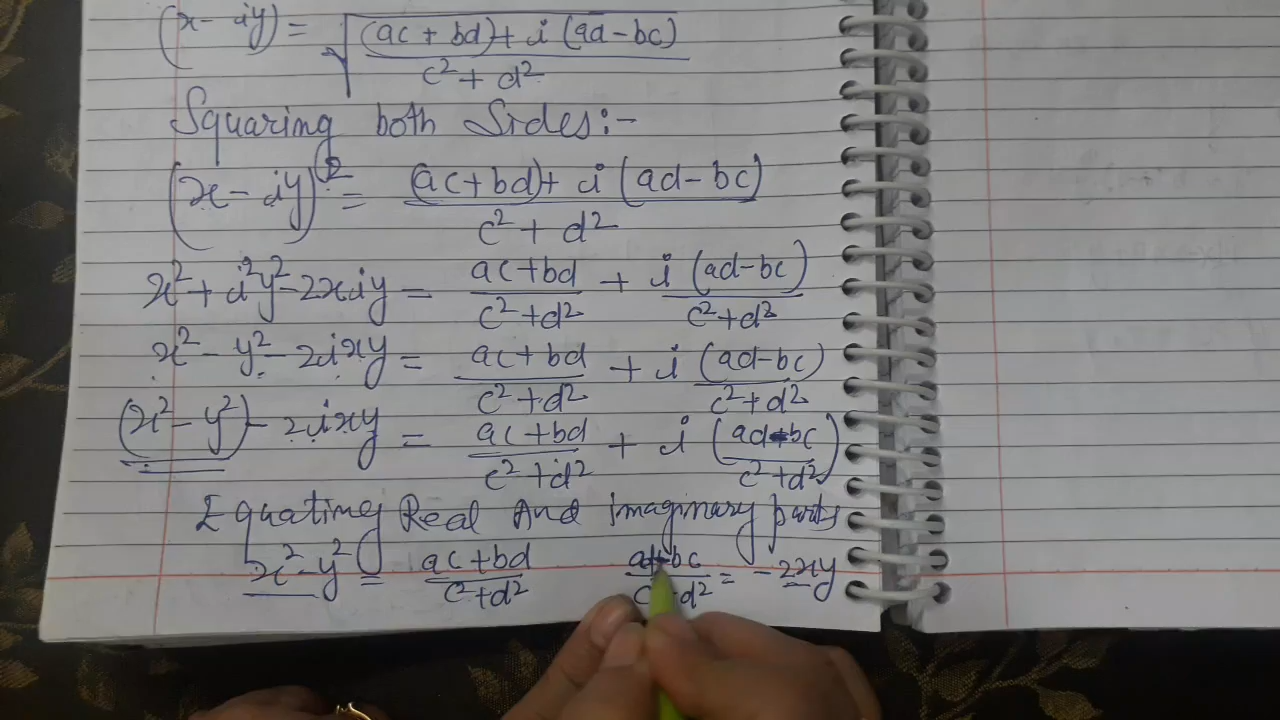 (x - iy) = √((ac + bd) + i (ad - bc) / c² + d²)
Squaring both Sides:-
(x - iy)² = (ac + bd) + i (ad - bc) / c² + d²
x² + i²y² - 2xiy = ac + bd / c² + d² + i (ad - bc) / c² + d²
x² - y² - 2ixy = ac + bd / c² + d² + i (ad - bc) / c² + d²
(x² - y²) - 2ixy = ac + bd / c² + d² + i (ad - bc / c² + d²)
Equating Real And Imaginary parts
x² - y² = ac + bd / c² + d² ad - bc / c² + d² = -2xy